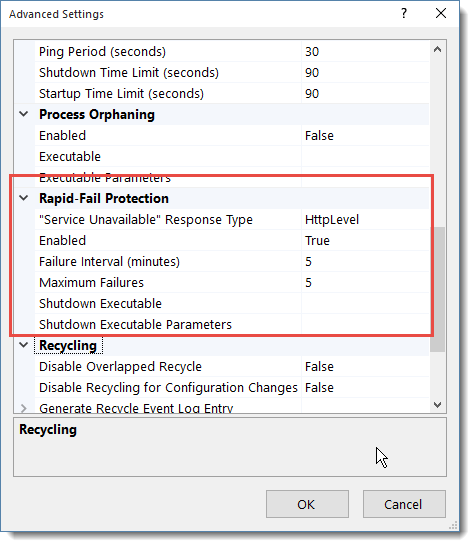 Advanced Settings ?
Ping Period (seconds) 30
Shutdown Time Limit (seconds) 90
Startup Time Limit (seconds) 90
Process Orphaning
Enabled False
Executable
Executable Parameters
Rapid-Fail Protection
"Service Unavailable" Response Type HttpLevel
Enabled True
Failure Interval (minutes) 5
Maximum Failures 5
Shutdown Executable
Shutdown Executable Parameters
Recycling
Disable Overlapped Recycle False
Disable Recycling for Configuration Changes False
Generate Recycle Event Log Entry
Recycling
OK Cancel